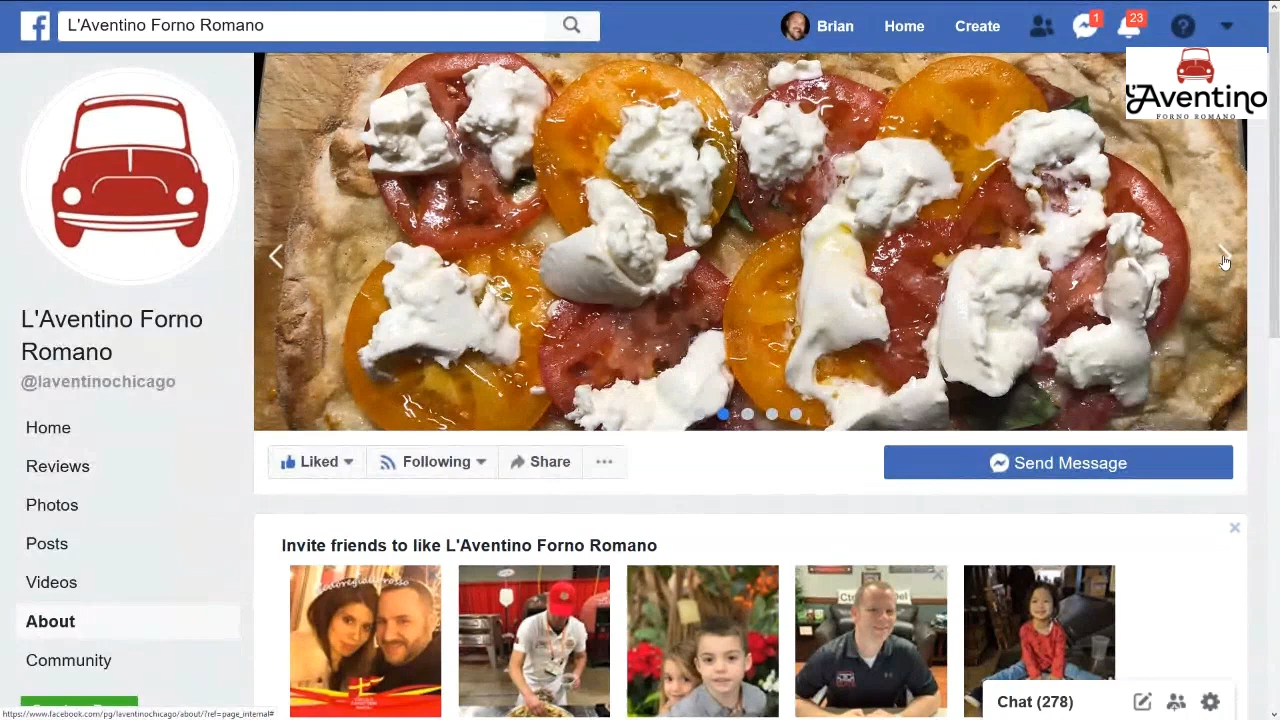 L'Aventino Forno Romano
Brian
Home
Create
1
23
L'Aventino
FORNO ROMANO
L'Aventino Forno
Romano
@laventinochicago
Home
Reviews
Photos
Posts
Videos
About
Community
Liked
Following
Share
Send Message
Invite friends to like L'Aventino Forno Romano
Chat (278)
https://www.facebook.com/pg/laventinochicago/about/?ref=page_internal#